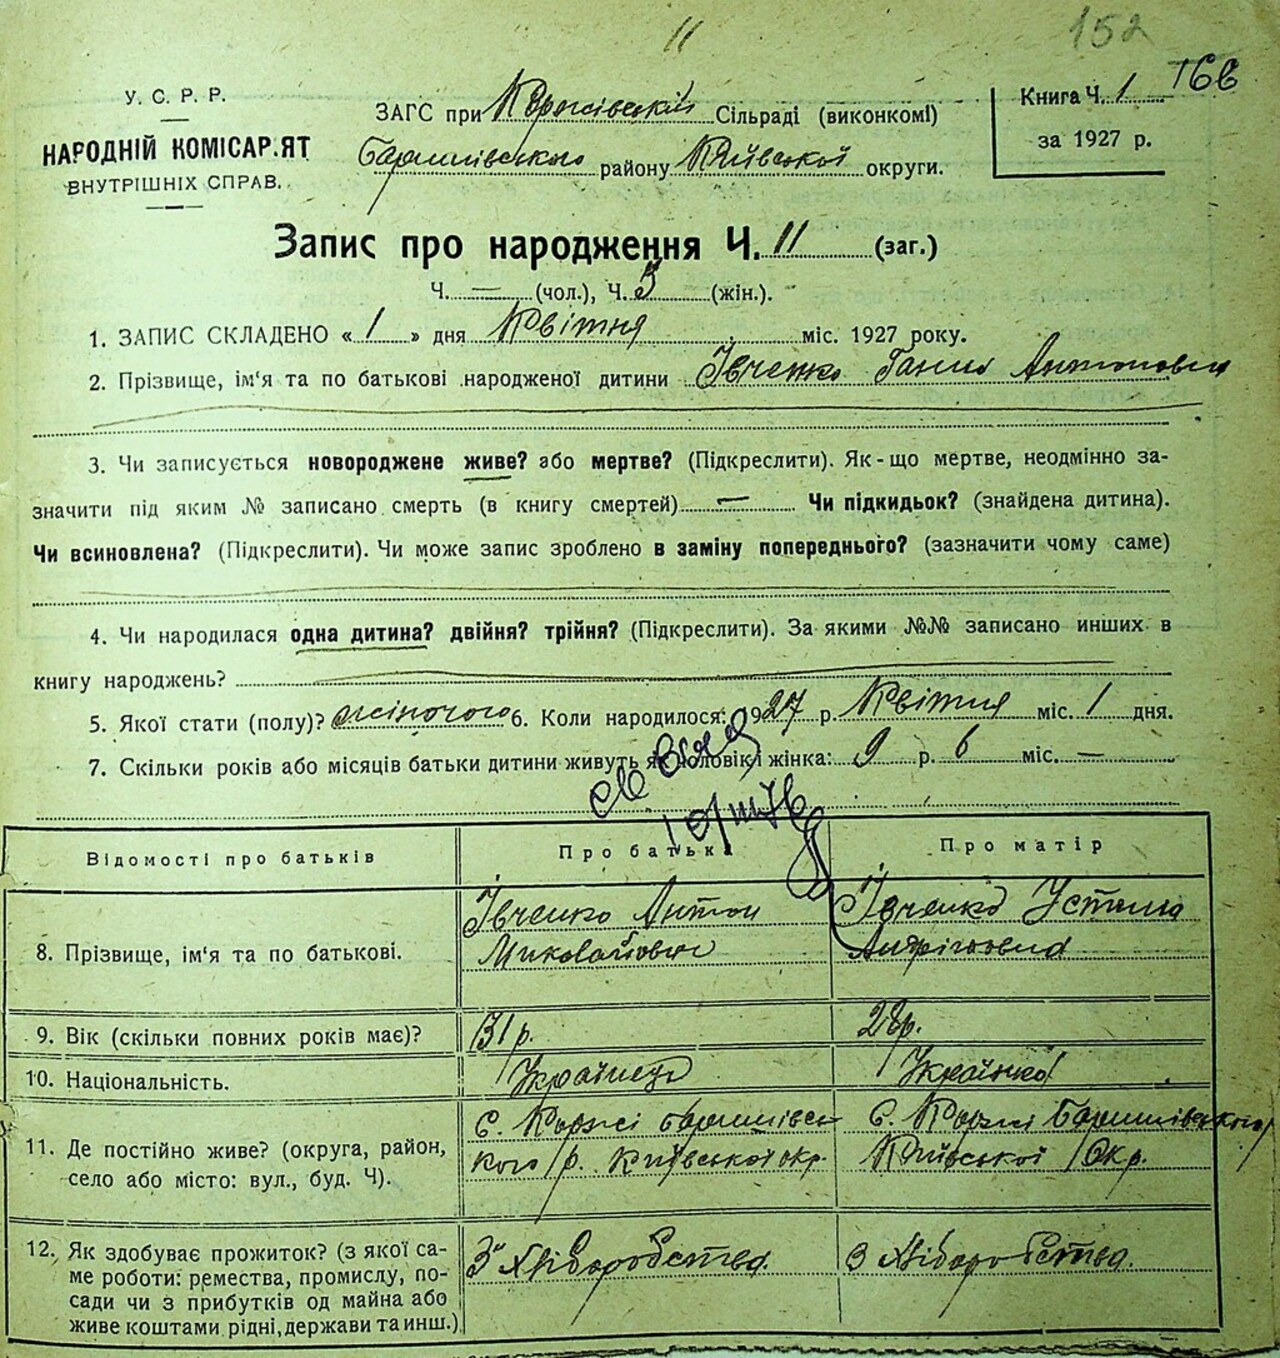 11
152
166
У. С. Р. Р.
НАРОДНІЙ КОМІСАР.ЯТ
ВНУТРІШНІХ СПРАВ.
ЗАГС при Коржівській Сільраді (виконкомі)
Баришівського району Київської округи.
Книга Ч. 1
за 1927 р.
Запис про народження Ч. 11 (заг.)
Ч. — (чол.), Ч. 5 (жін.).
1. ЗАПИС СКЛАДЕНО « 1 » дня Квітня міс. 1927 року.
2. Прізвище, ім'я та по батькові народженої дитини Івченко Ганна Антоновна
3. Чи записується новороджене живе? або мертве? (Підкреслити). Як-що мертве, неодмінно за-
значити під яким № записано смерть (в книгу смертей) — Чи підкидьок? (знайдена дитина).
Чи всиновлена? (Підкреслити). Чи може запис зроблено в заміну попереднього? (зазначити чому саме)
4. Чи народилася одна дитина? двійня? трійня? (Підкреслити). За якими №№ записано инших в
книгу народжень?
5. Якої стати (полу)? жіночого 6. Коли народилося: 1927 р. Квітня міс. 1 дня.
7. Скільки років або місяців батьки дитини живуть як чоловік і жінка: 9 р. 6 міс. —
Відомості про батьків
Про батька
Про матір
8. Прізвище, ім'я та по батькові.
Івченко Антон
Миколайович
Івченко Устина
Андріївна
9. Вік (скільки повних років має)?
31 р.
28 р.
10. Національність.
Українець
Українка
11. Де постійно живе? (округа, район,
село або місто: вул., буд. Ч).
С. Коржі Баришівсь
кого р. Київської окр.
С. Коржі Баришівського р
Київської Окр.
12. Як здобуває прожиток? (з якої са-
ме роботи: ремества, промислу, по-
сади чи з прибутків од майна або
живе коштами рідні, держави та инш.)
З Хліборобства.
З Хліборобства.